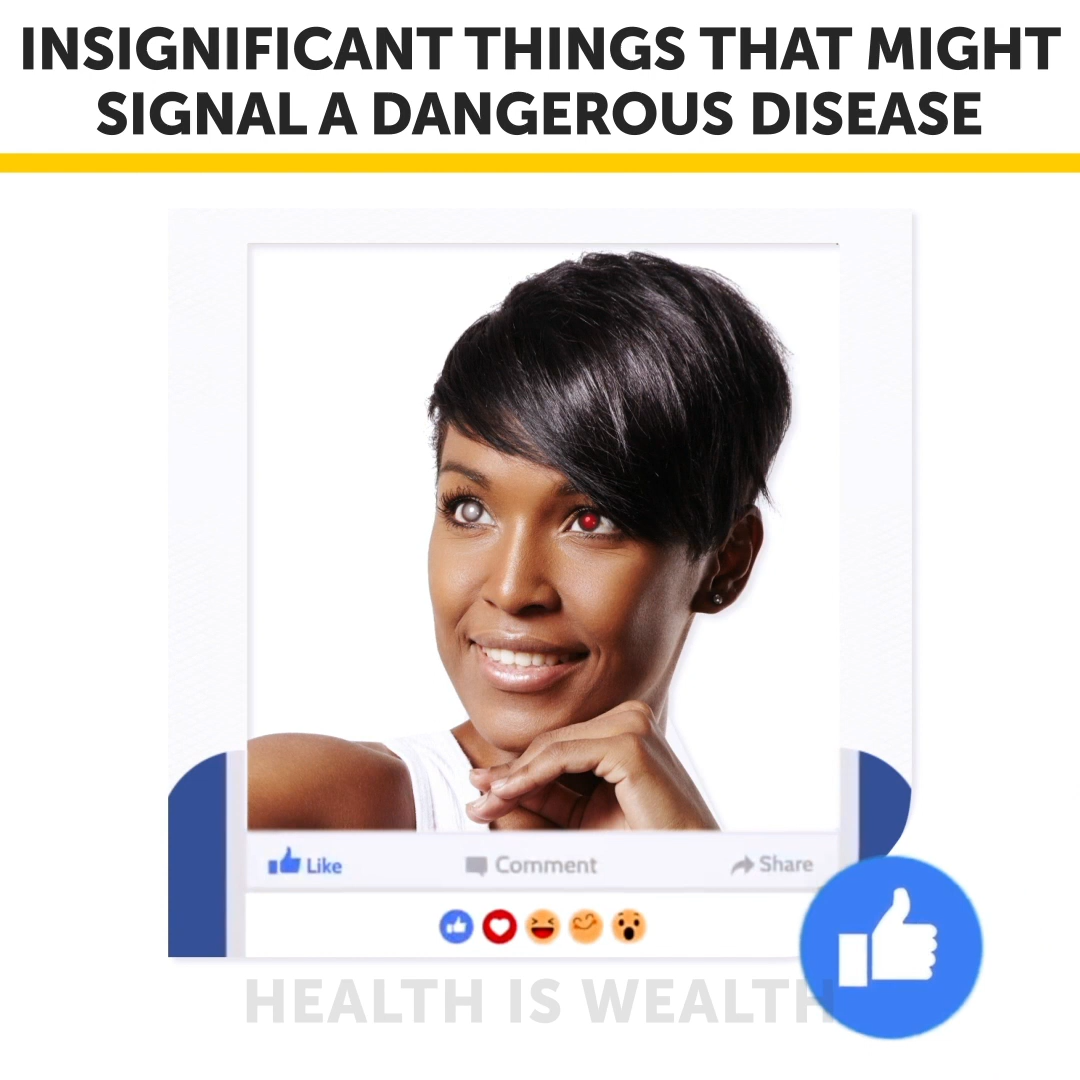 INSIGNIFICANT THINGS THAT MIGHT
SIGNAL A DANGEROUS DISEASE
Like Comment Share
HEALTH IS WEALTH